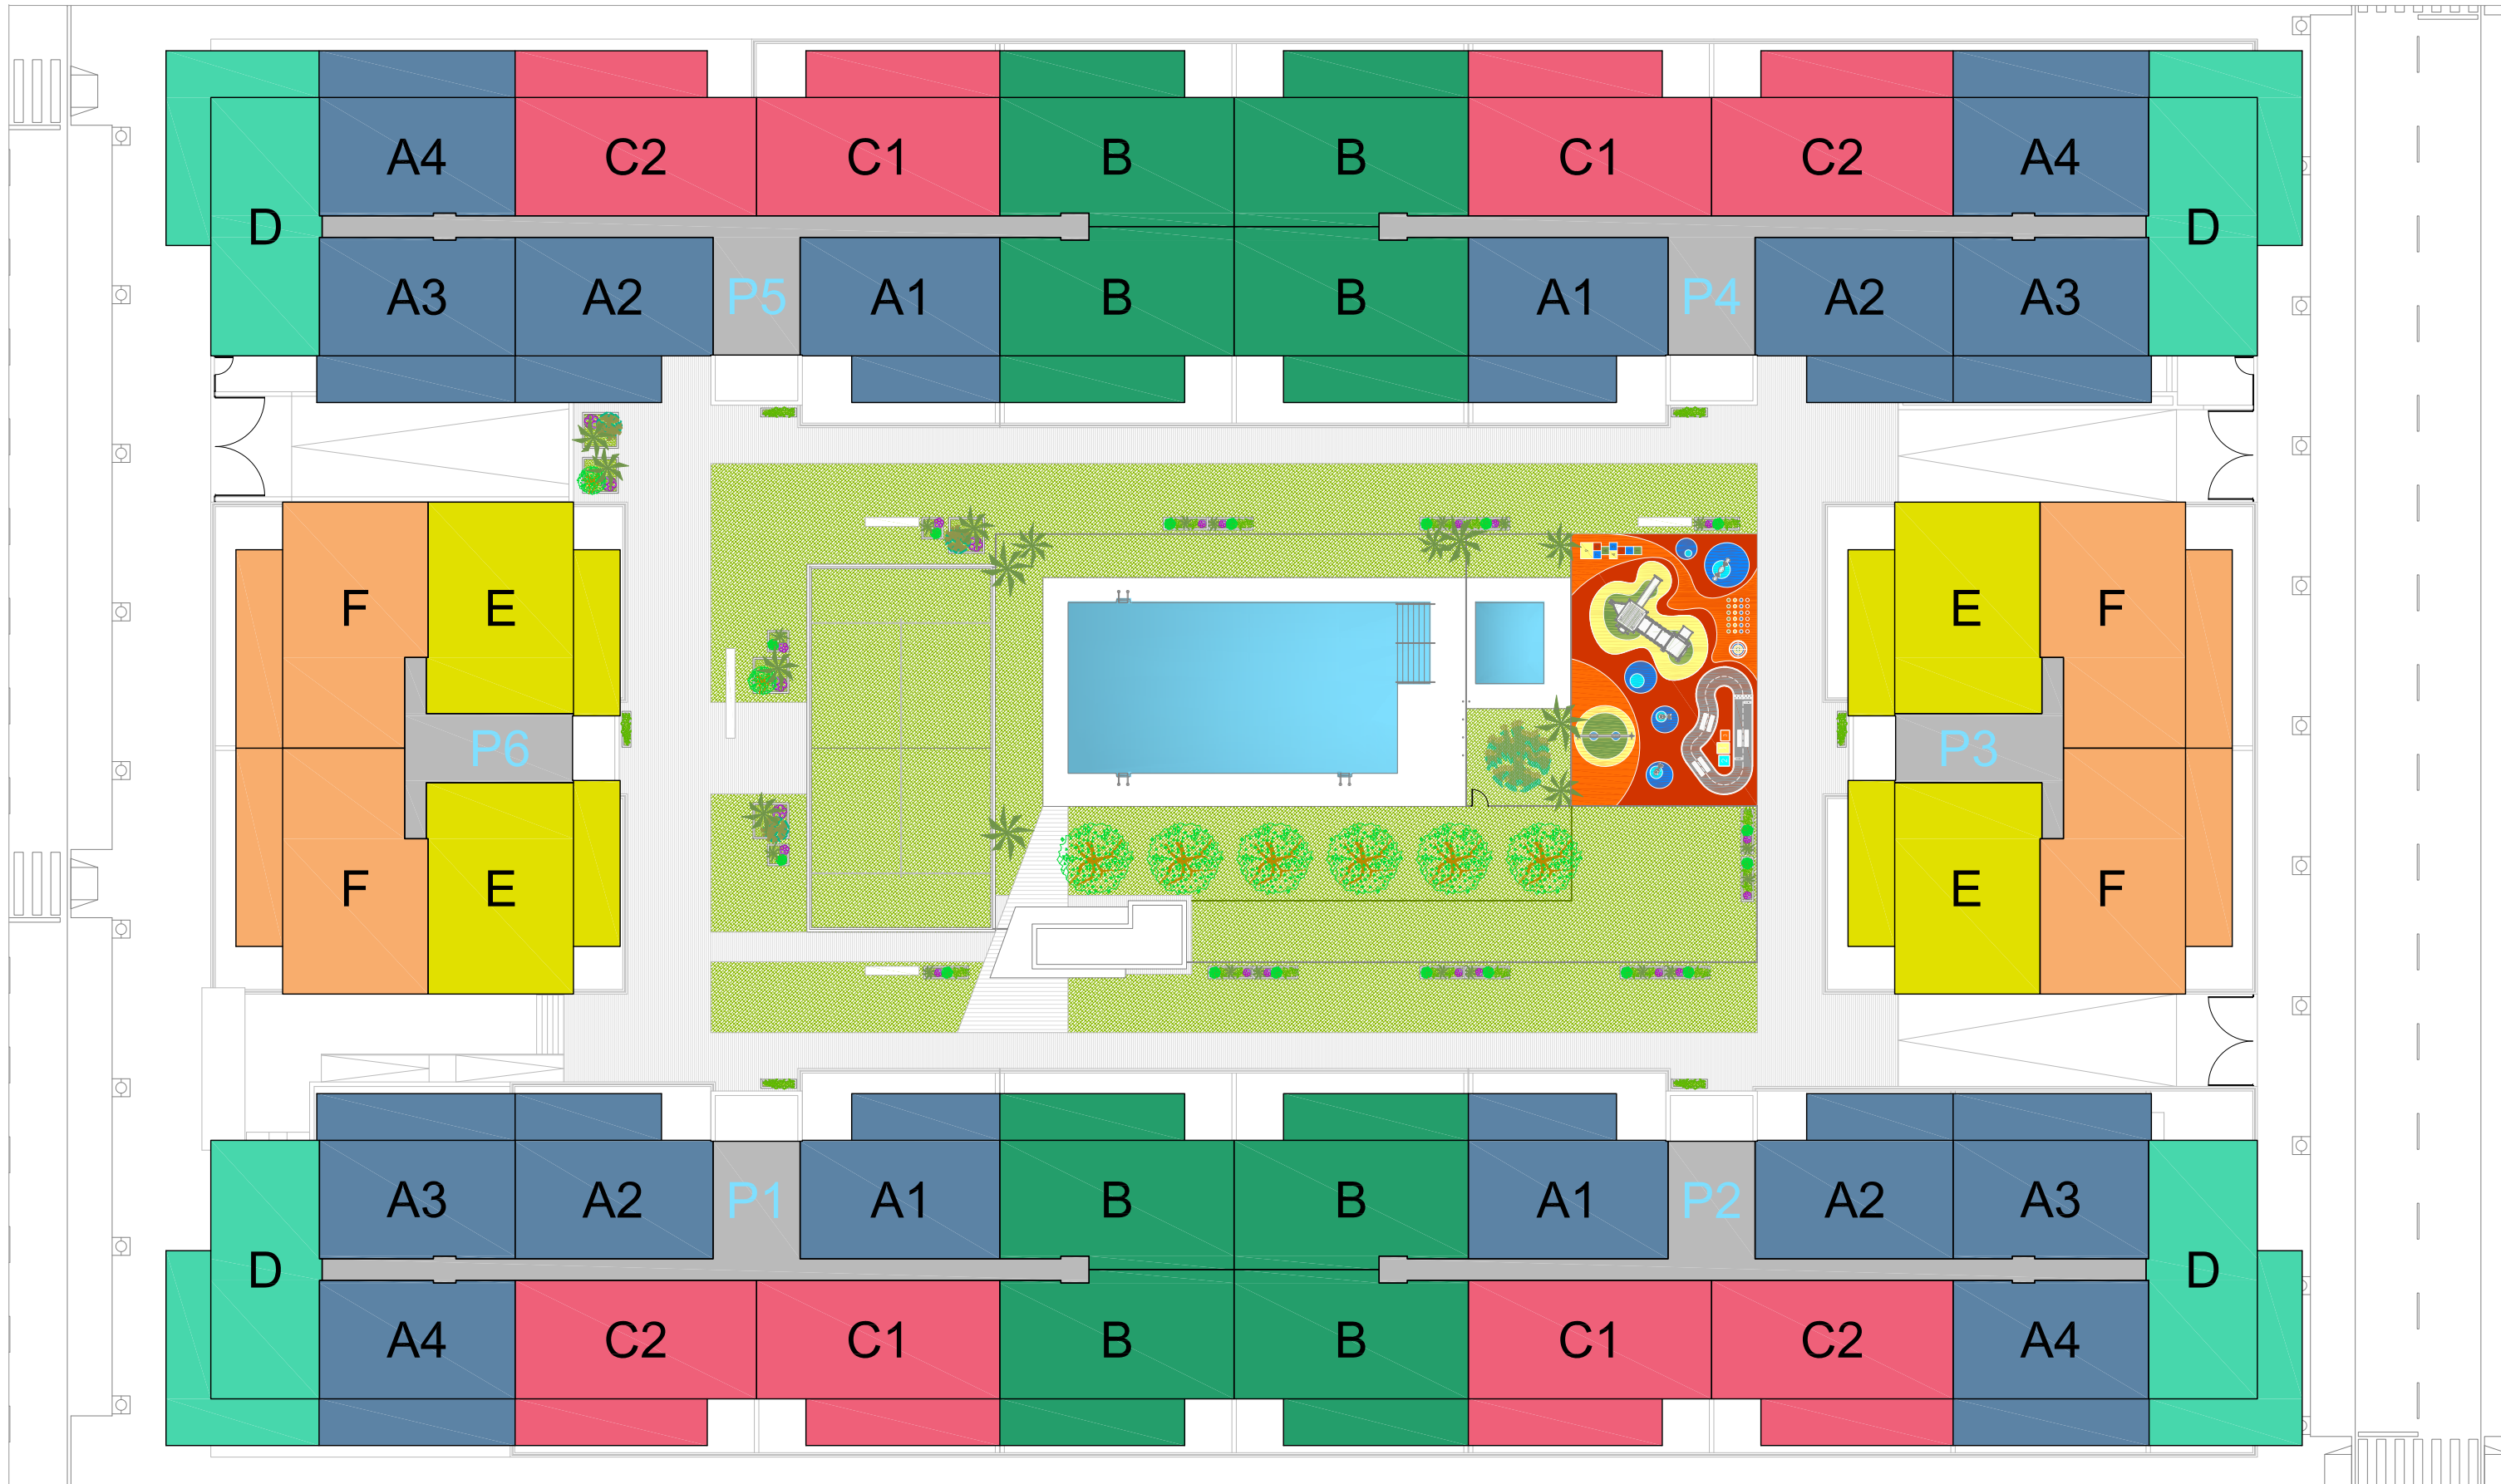 A4 C2 C1 B B C1 C2 A4
D D
A3 A2 P5 A1 B B A1 P4 A2 A3
F E E F
P6 P3
F E E F
A3 A2 P1 A1 B B A1 P2 A2 A3
D D
A4 C2 C1 B B C1 C2 A4